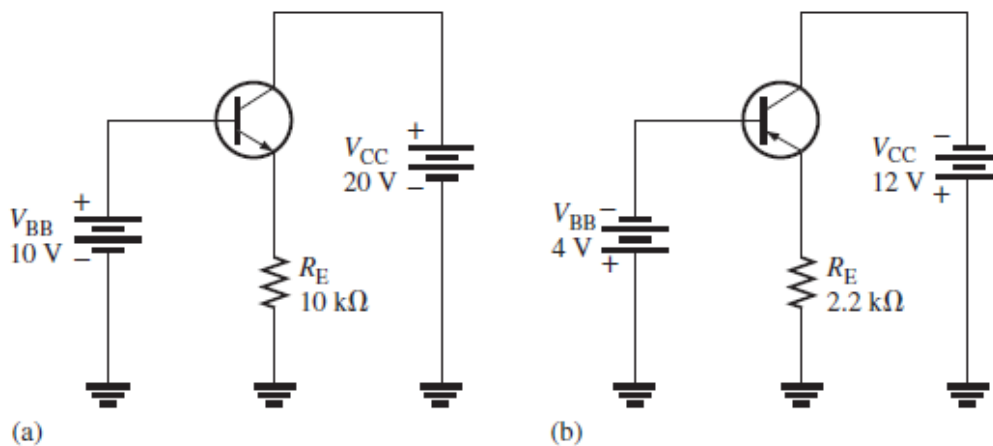 +
V_BB
10 V
−
+
V_CC
20 V
−
R_E
10 kΩ
(a)
−
V_BB
4 V
+
−
V_CC
12 V
+
R_E
2.2 kΩ
(b)